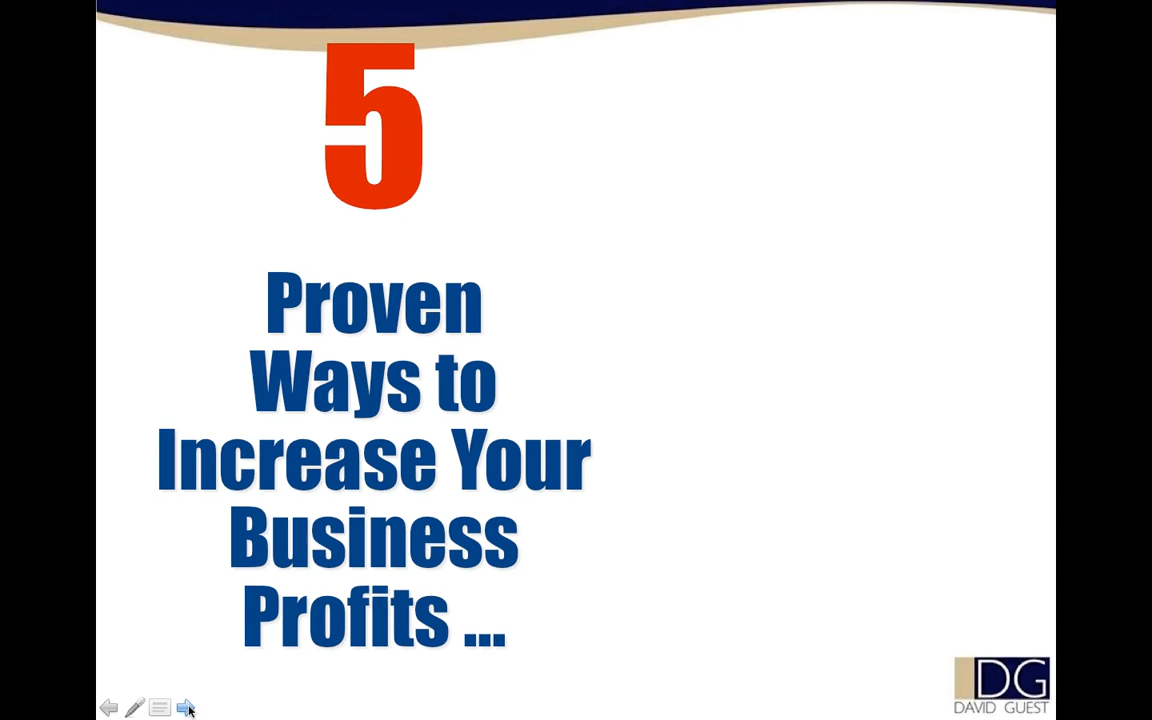 5
Proven
Ways to
Increase Your
Business
Profits ...
DG
DAVID GUEST